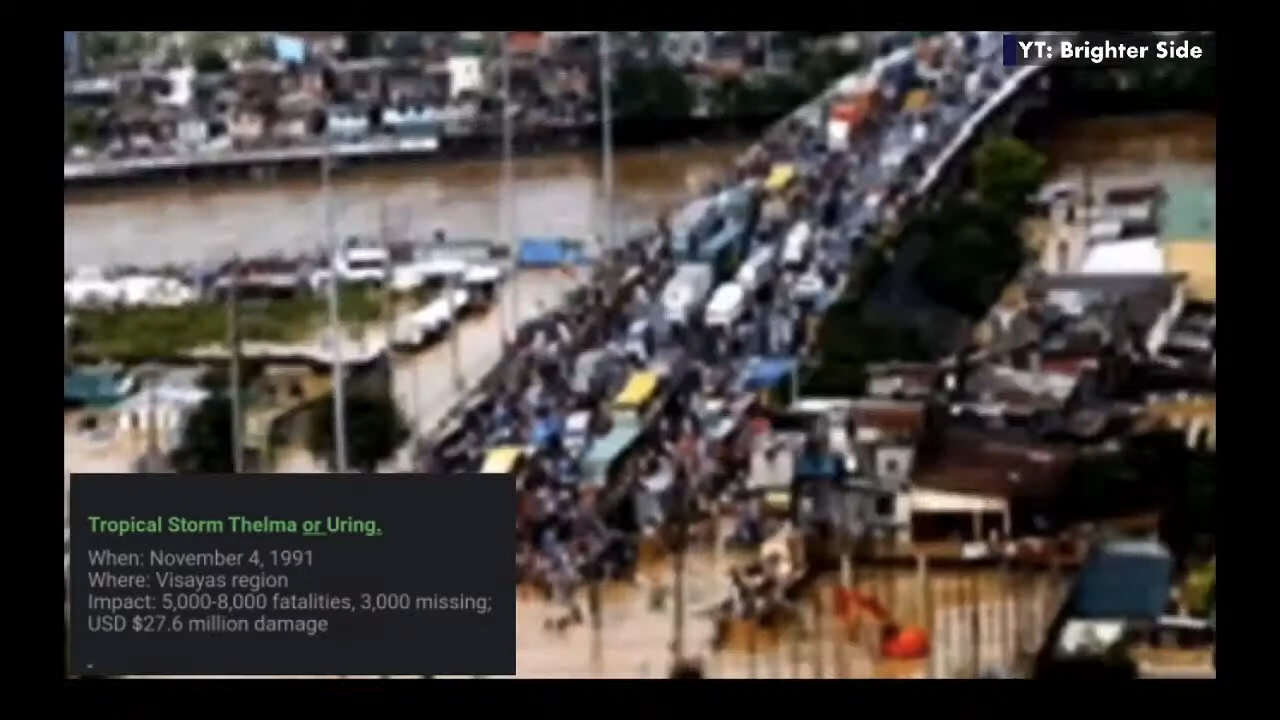 YT: Brighter Side
Tropical Storm Thelma or Uring.
When: November 4, 1991
Where: Visayas region
Impact: 5,000-8,000 fatalities, 3,000 missing;
USD $27.6 million damage
-